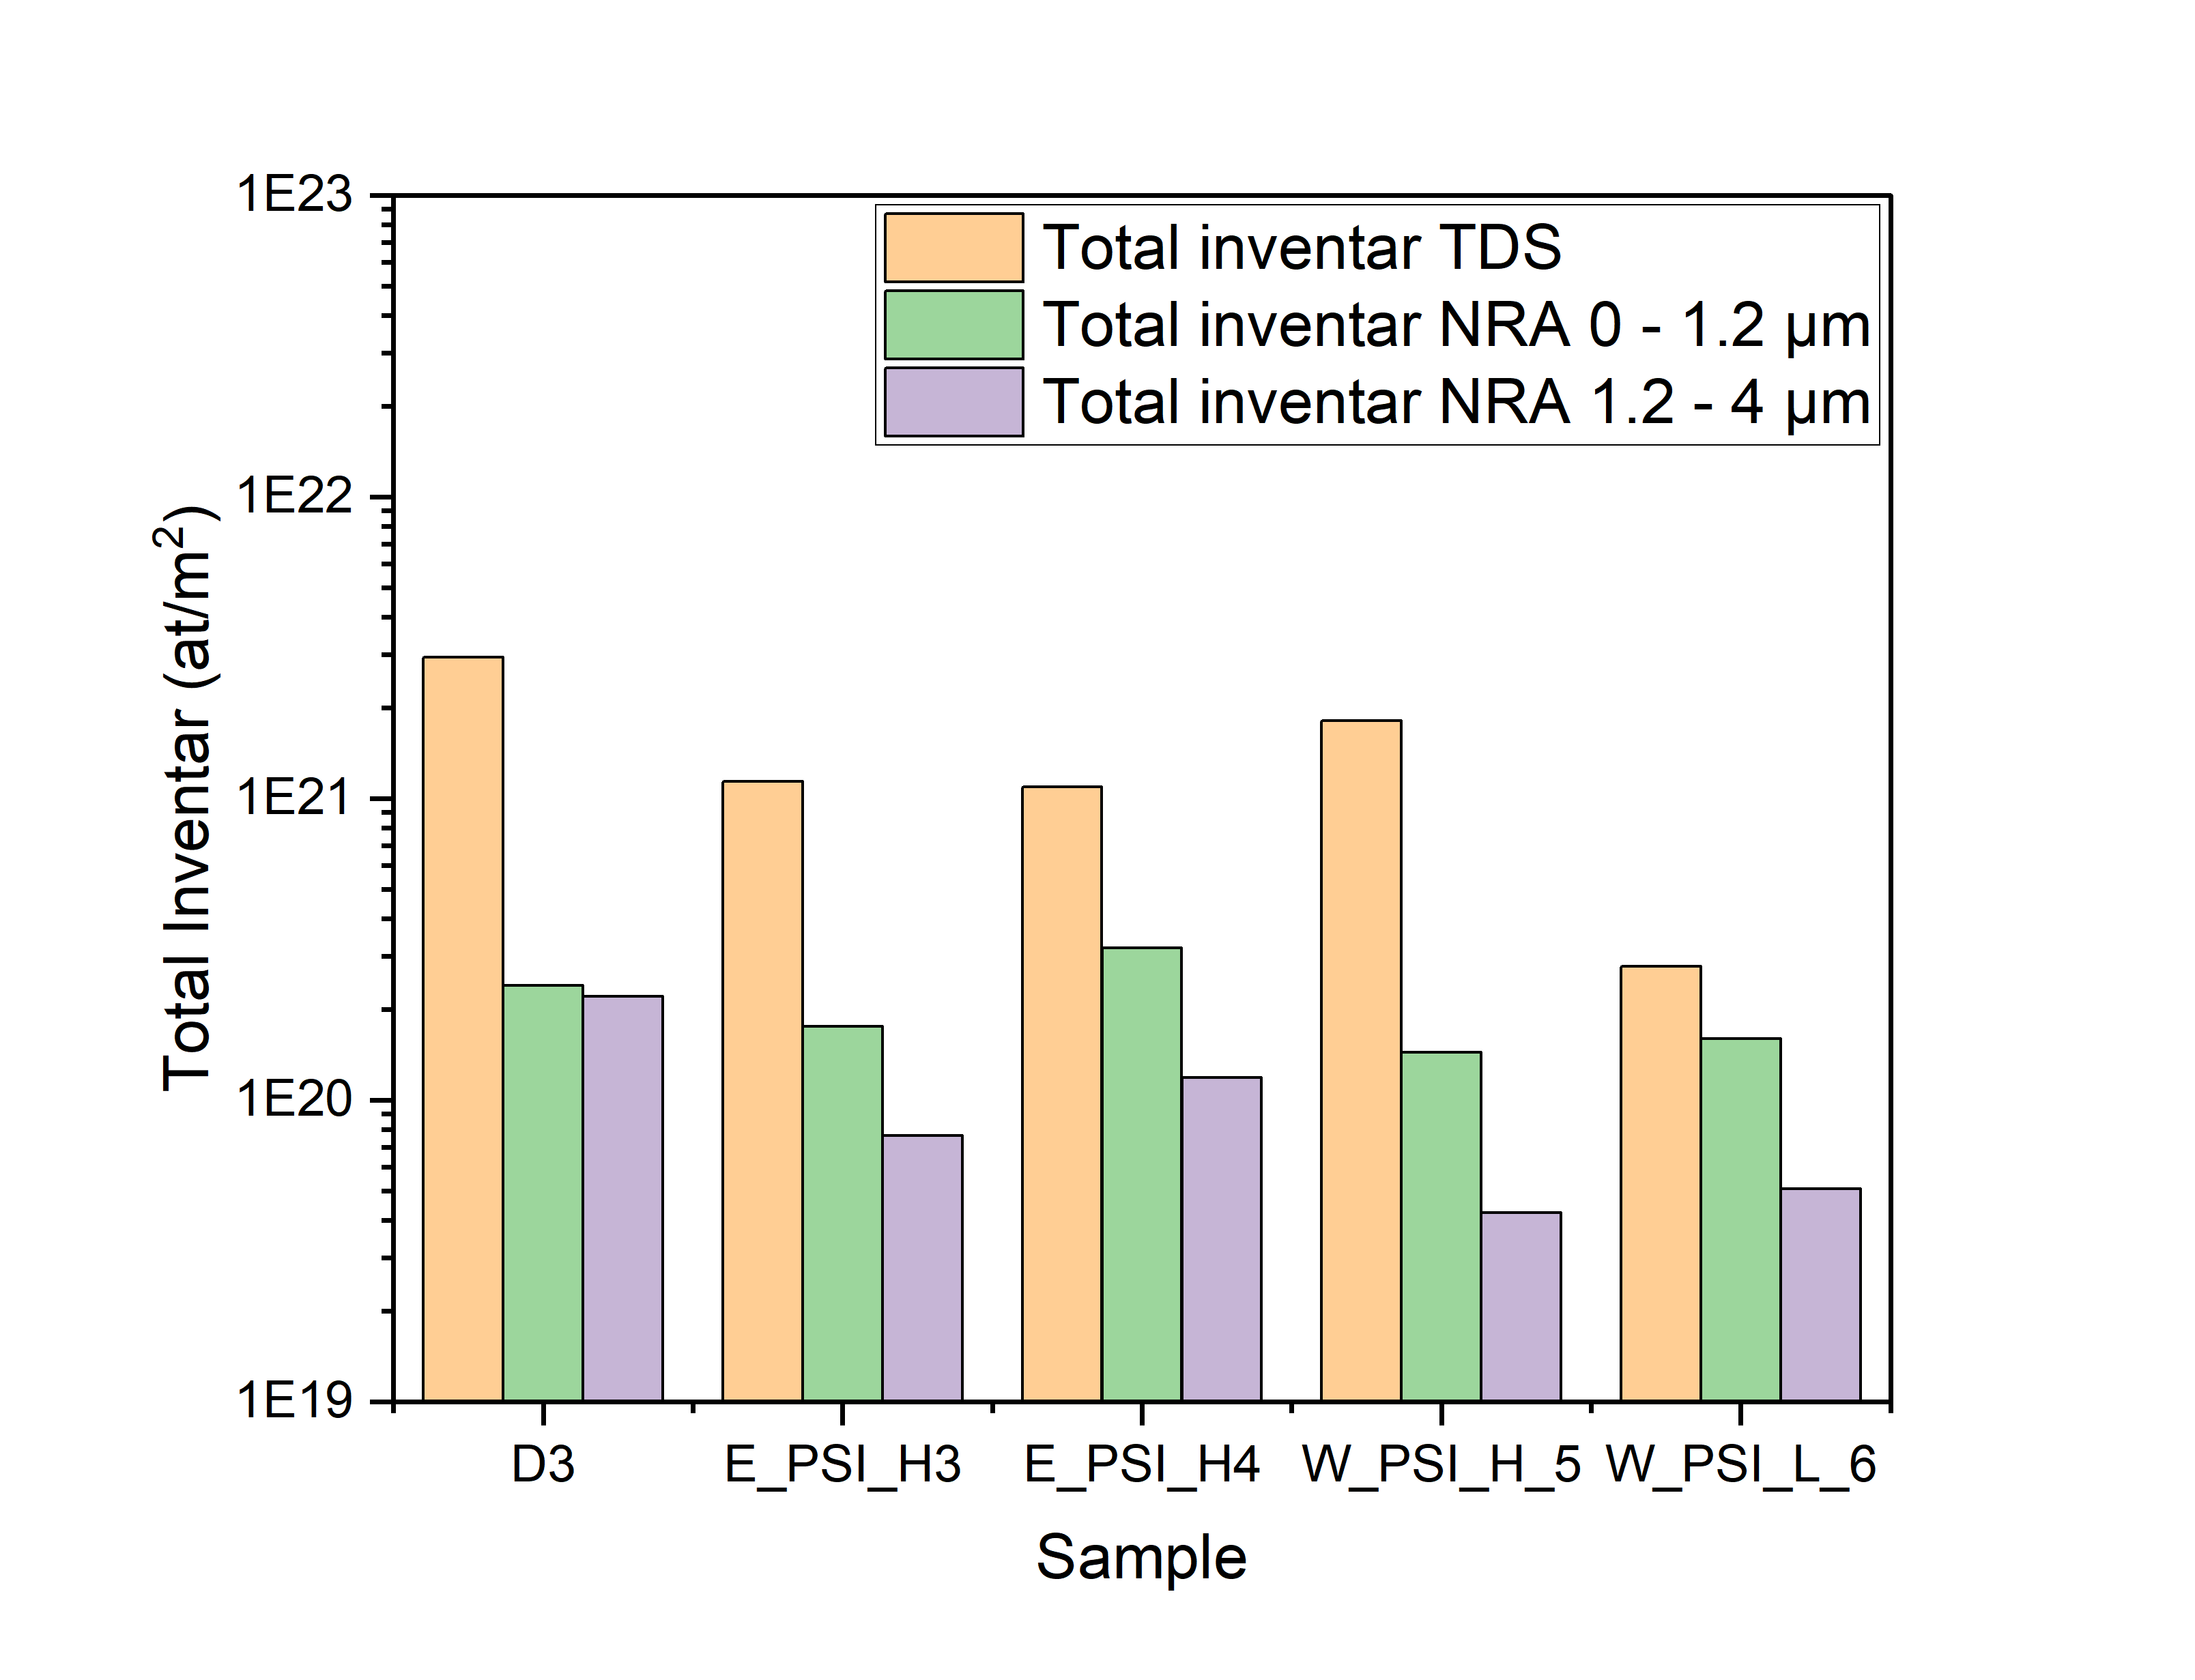 1E23
1E22
1E21
1E20
1E19
Total Inventar (at/m²)
Total inventar TDS
Total inventar NRA 0 - 1.2 µm
Total inventar NRA 1.2 - 4 µm
D3
E_PSI_H3
E_PSI_H4
W_PSI_H_5
W_PSI_L_6
Sample